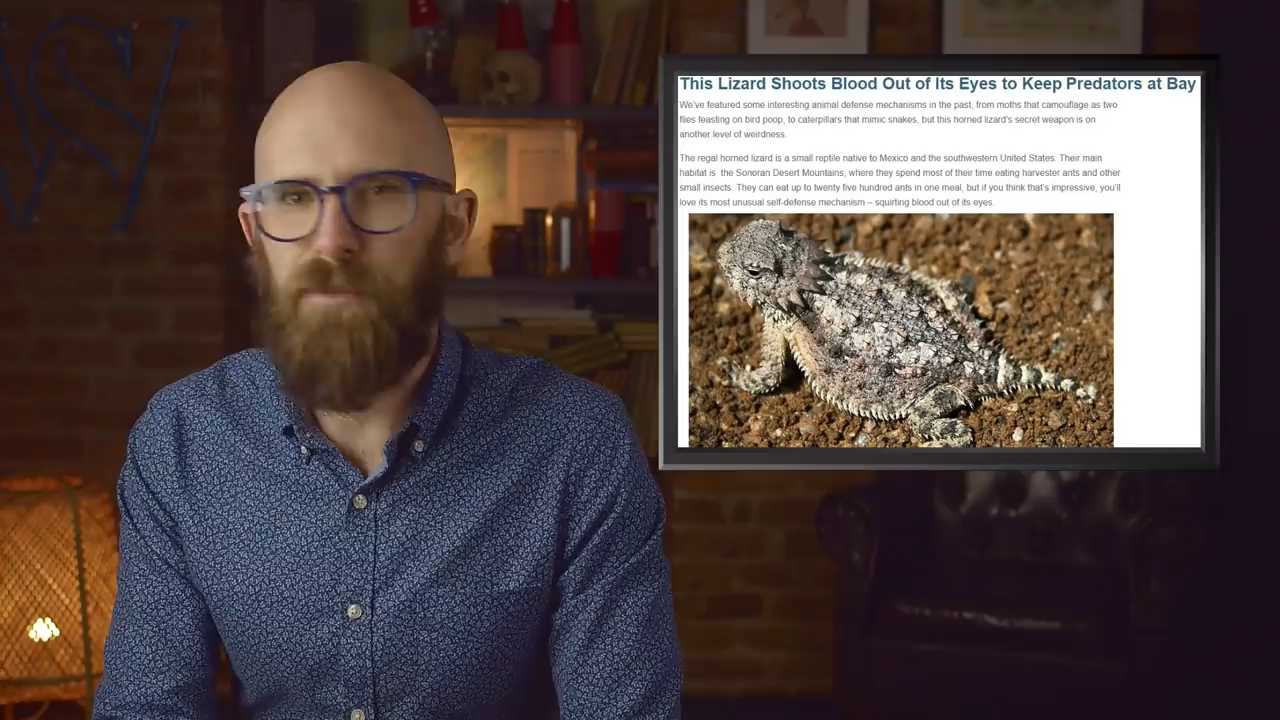 This Lizard Shoots Blood Out of Its Eyes to Keep Predators at Bay
We've featured some interesting animal defense mechanisms in the past, from moths that camouflage as two
flies feasting on bird poop, to caterpillars that mimic snakes, but this horned lizard's secret weapon is on
another level of weirdness.
The regal horned lizard is a small reptile native to Mexico and the southwestern United States. Their main
habitat is the Sonoran Desert Mountains, where they spend most of their time eating harvester ants and other
small insects. They can eat up to twenty five hundred ants in one meal, but if you think that's impressive, you'll
love its most unusual self-defense mechanism – squirting blood out of its eyes.